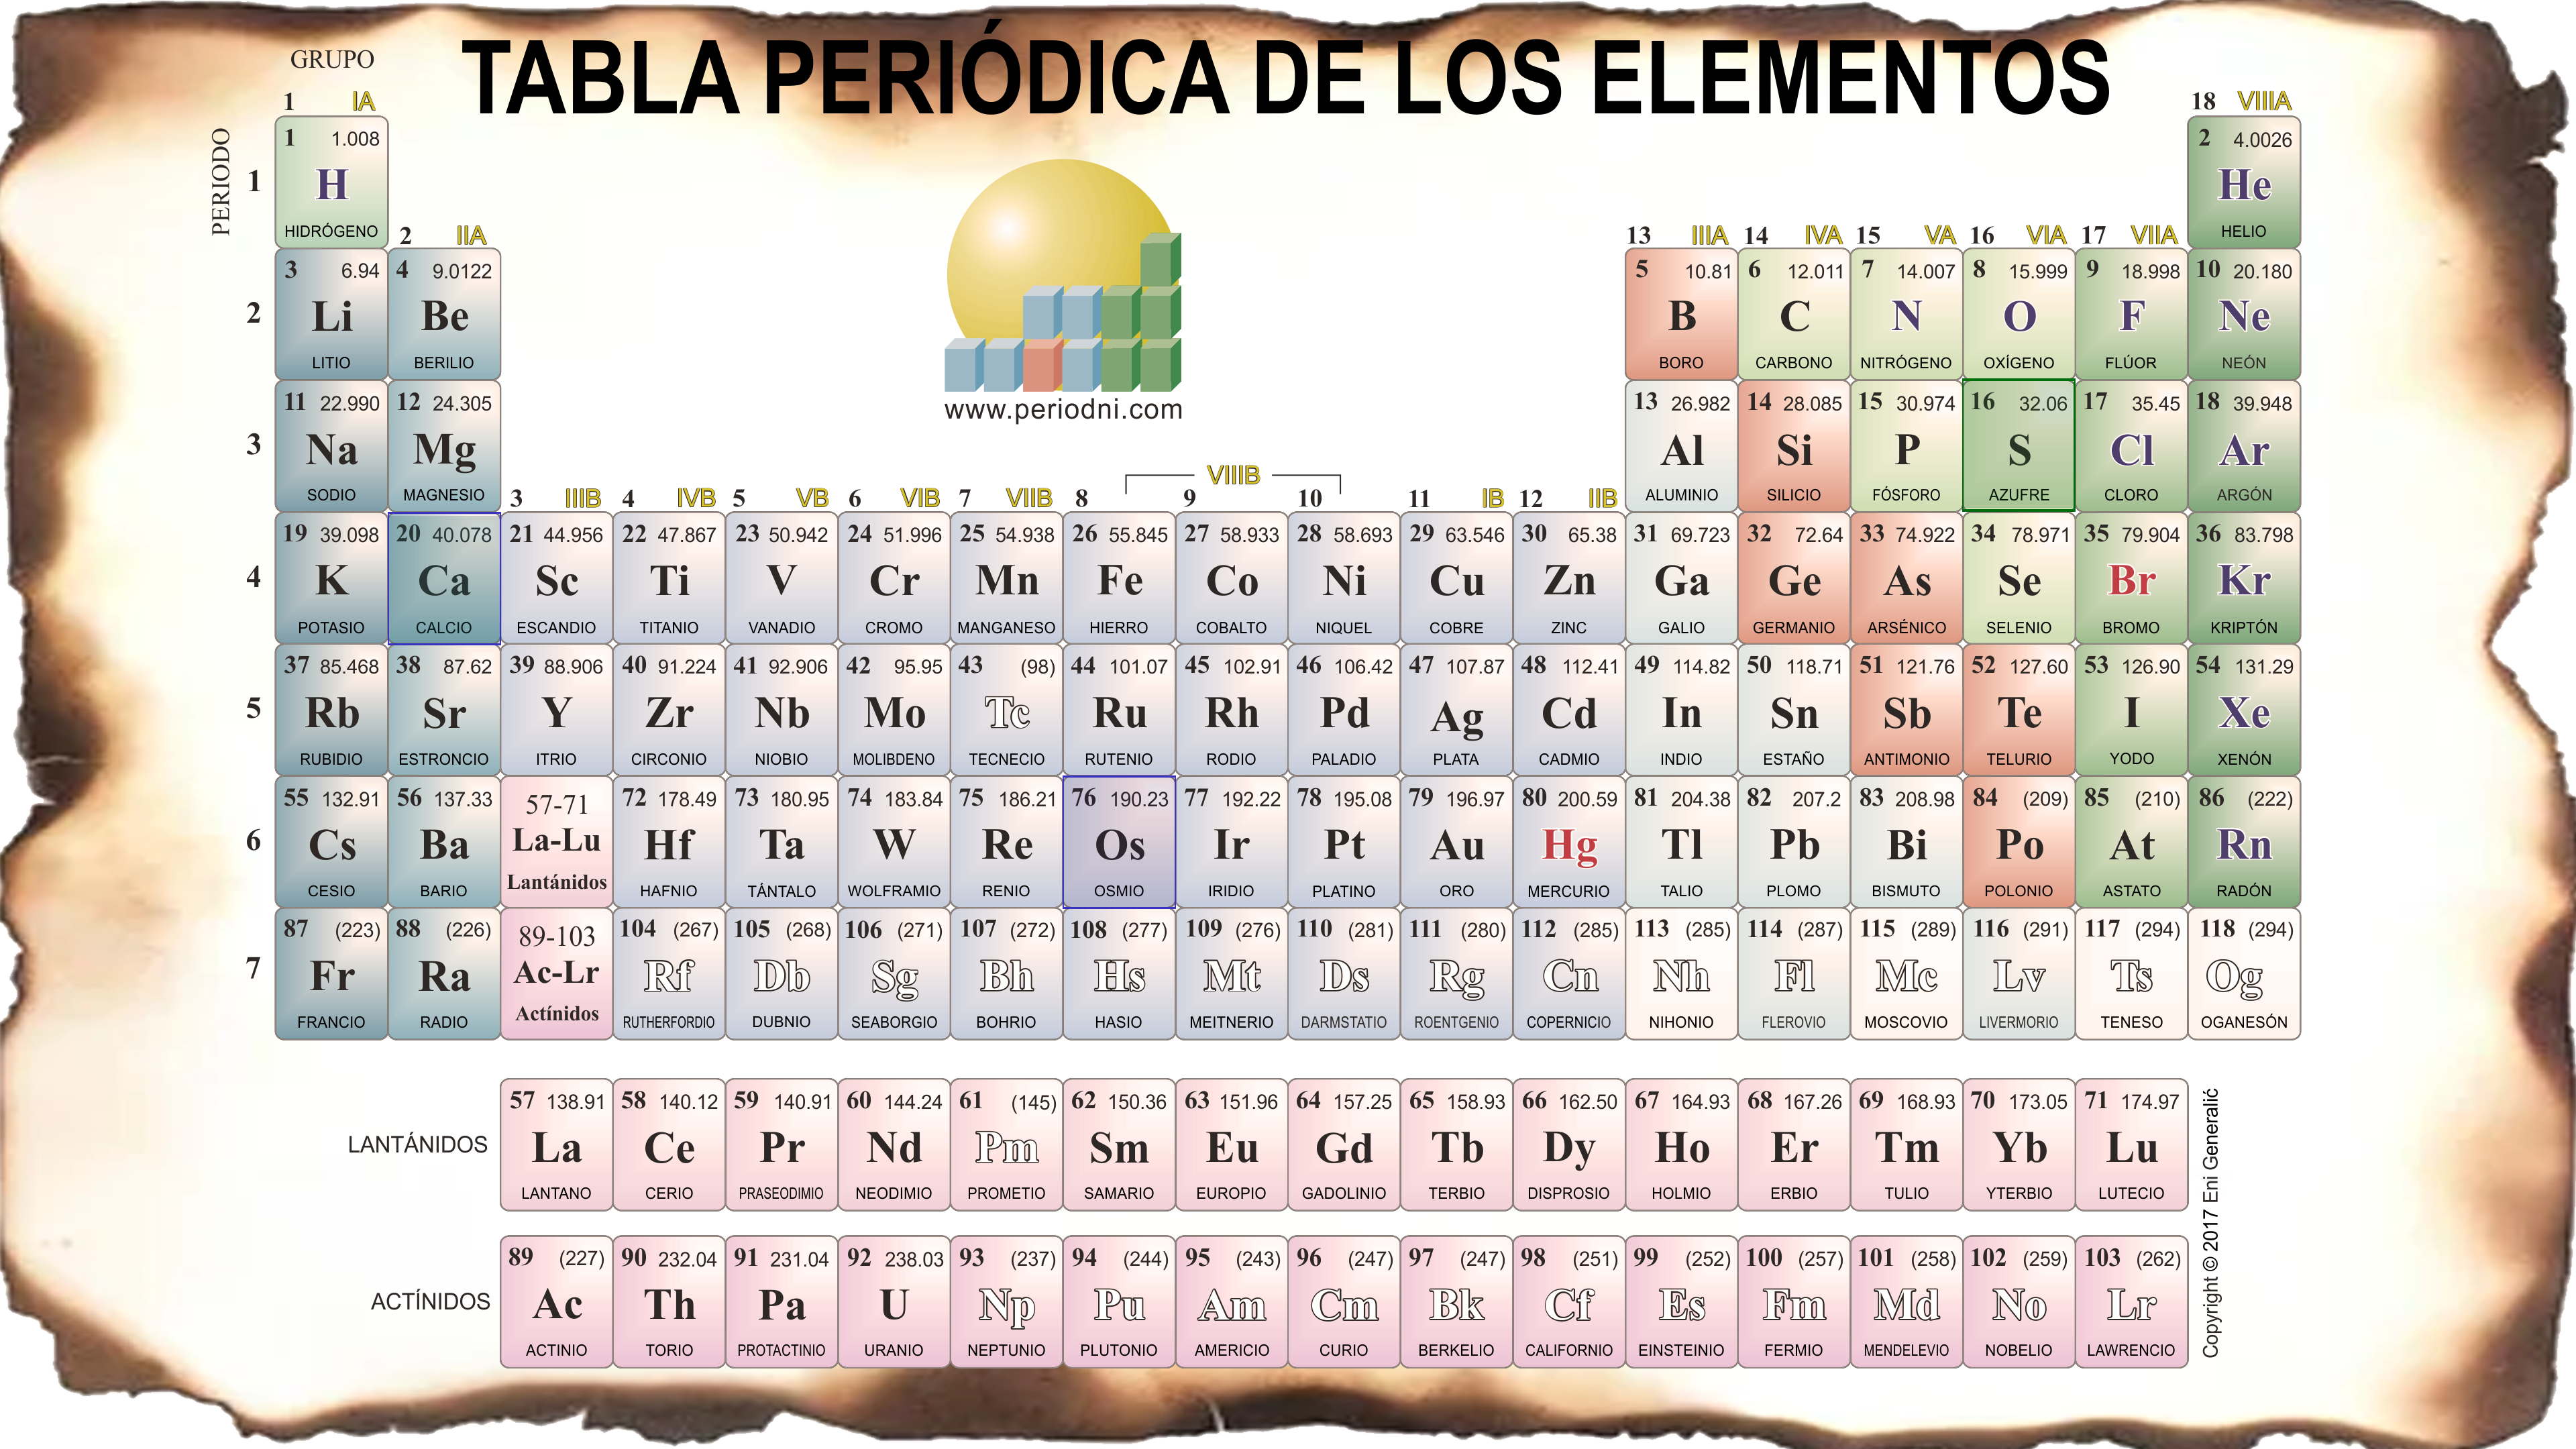 TABLA PERIÓDICA DE LOS ELEMENTOS
GRUPO
PERIODO
1 IA
18 VIIIA
1
1 1.008
H
HIDRÓGENO
2 4.0026
He
HELIO
2 IIA
13 IIIA 14 IVA 15 VA 16 VIA 17 VIIA
2
3 6.94 4 9.0122 5 10.81 6 12.011 7 14.007 8 15.999 9 18.998 10 20.180
Li Be B C N O F Ne
LITIO BERILIO BORO CARBONO NITRÓGENO OXÍGENO FLÚOR NEÓN
www.periodni.com
3
11 22.990 12 24.305 13 26.982 14 28.085 15 30.974 16 32.06 17 35.45 18 39.948
Na Mg Al Si P S Cl Ar
SODIO MAGNESIO ALUMINIO SILICIO FÓSFORO AZUFRE CLORO ARGÓN
VIIIB
3 IIIB 4 IVB 5 VB 6 VIB 7 VIIB 8 9 10 11 IB 12 IIB
4
19 39.098 20 40.078 21 44.956 22 47.867 23 50.942 24 51.996 25 54.938 26 55.845 27 58.933 28 58.693 29 63.546 30 65.38 31 69.723 32 72.64 33 74.922 34 78.971 35 79.904 36 83.798
K Ca Sc Ti V Cr Mn Fe Co Ni Cu Zn Ga Ge As Se Br Kr
POTASIO CALCIO ESCANDIO TITANIO VANADIO CROMO MANGANESO HIERRO COBALTO NIQUEL COBRE ZINC GALIO GERMANIO ARSÉNICO SELENIO BROMO KRIPTÓN
5
37 85.468 38 87.62 39 88.906 40 91.224 41 92.906 42 95.95 43 (98) 44 101.07 45 102.91 46 106.42 47 107.87 48 112.41 49 114.82 50 118.71 51 121.76 52 127.60 53 126.90 54 131.29
Rb Sr Y Zr Nb Mo Tc Ru Rh Pd Ag Cd In Sn Sb Te I Xe
RUBIDIO ESTRONCIO ITRIO CIRCONIO NIOBIO MOLIBDENO TECNECIO RUTENIO RODIO PALADIO PLATA CADMIO INDIO ESTAÑO ANTIMONIO TELURIO YODO XENÓN
6
55 132.91 56 137.33 57-71 72 178.49 73 180.95 74 183.84 75 186.21 76 190.23 77 192.22 78 195.08 79 196.97 80 200.59 81 204.38 82 207.2 83 208.98 84 (209) 85 (210) 86 (222)
Cs Ba La-Lu Hf Ta W Re Os Ir Pt Au Hg Tl Pb Bi Po At Rn
CESIO BARIO Lantánidos HAFNIO TÁNTALO WOLFRAMIO RENIO OSMIO IRIDIO PLATINO ORO MERCURIO TALIO PLOMO BISMUTO POLONIO ASTATO RADÓN
7
87 (223) 88 (226) 89-103 104 (267) 105 (268) 106 (271) 107 (272) 108 (277) 109 (276) 110 (281) 111 (280) 112 (285) 113 (285) 114 (287) 115 (289) 116 (291) 117 (294) 118 (294)
Fr Ra Ac-Lr Rf Db Sg Bh Hs Mt Ds Rg Cn Nh Fl Mc Lv Ts Og
FRANCIO RADIO Actínidos RUTHERFORDIO DUBNIO SEABORGIO BOHRIO HASIO MEITNERIO DARMSTATIO ROENTGENIO COPERNICIO NIHONIO FLEROVIO MOSCOVIO LIVERMORIO TENESO OGANESÓN
LANTÁNIDOS
57 138.91 58 140.12 59 140.91 60 144.24 61 (145) 62 150.36 63 151.96 64 157.25 65 158.93 66 162.50 67 164.93 68 167.26 69 168.93 70 173.05 71 174.97
La Ce Pr Nd Pm Sm Eu Gd Tb Dy Ho Er Tm Yb Lu
LANTANO CERIO PRASEODIMIO NEODIMIO PROMETIO SAMARIO EUROPIO GADOLINIO TERBIO DISPROSIO HOLMIO ERBIO TULIO YTERBIO LUTECIO
ACTÍNIDOS
89 (227) 90 232.04 91 231.04 92 238.03 93 (237) 94 (244) 95 (243) 96 (247) 97 (247) 98 (251) 99 (252) 100 (257) 101 (258) 102 (259) 103 (262)
Ac Th Pa U Np Pu Am Cm Bk Cf Es Fm Md No Lr
ACTINIO TORIO PROTACTINIO URANIO NEPTUNIO PLUTONIO AMERICIO CURIO BERKELIO CALIFORNIO EINSTEINIO FERMIO MENDELEVIO NOBELIO LAWRENCIO
Copyright © 2017 Eni Generalić